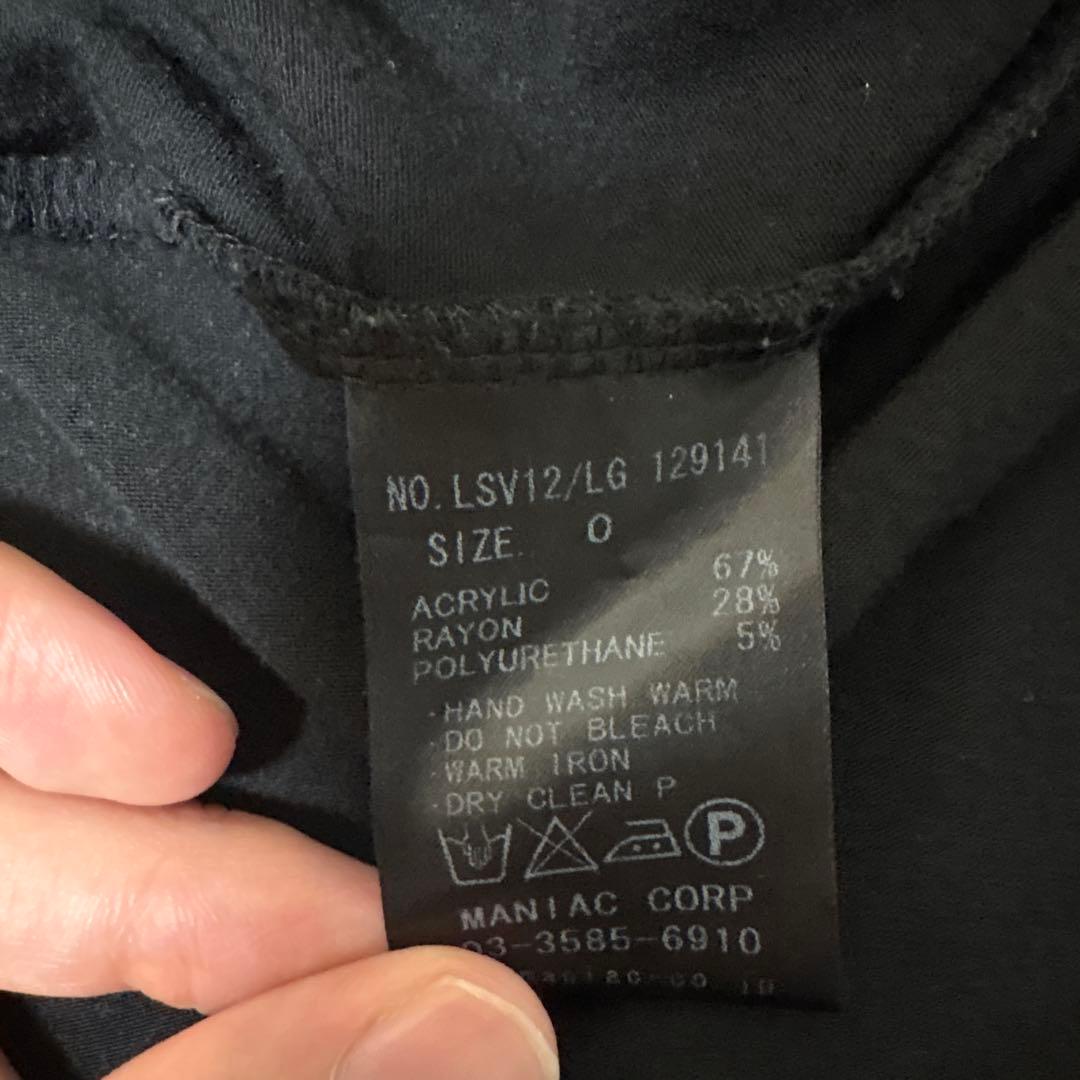 NO. LSV12/LG 129141
SIZE. 0
ACRYLIC 67%
RAYON 28%
POLYURETHANE 5%
·HAND WASH WARM
·DO NOT BLEACH
·WARM IRON
·DRY CLEAN P
P
MANIAC CORP
03-3585-6910